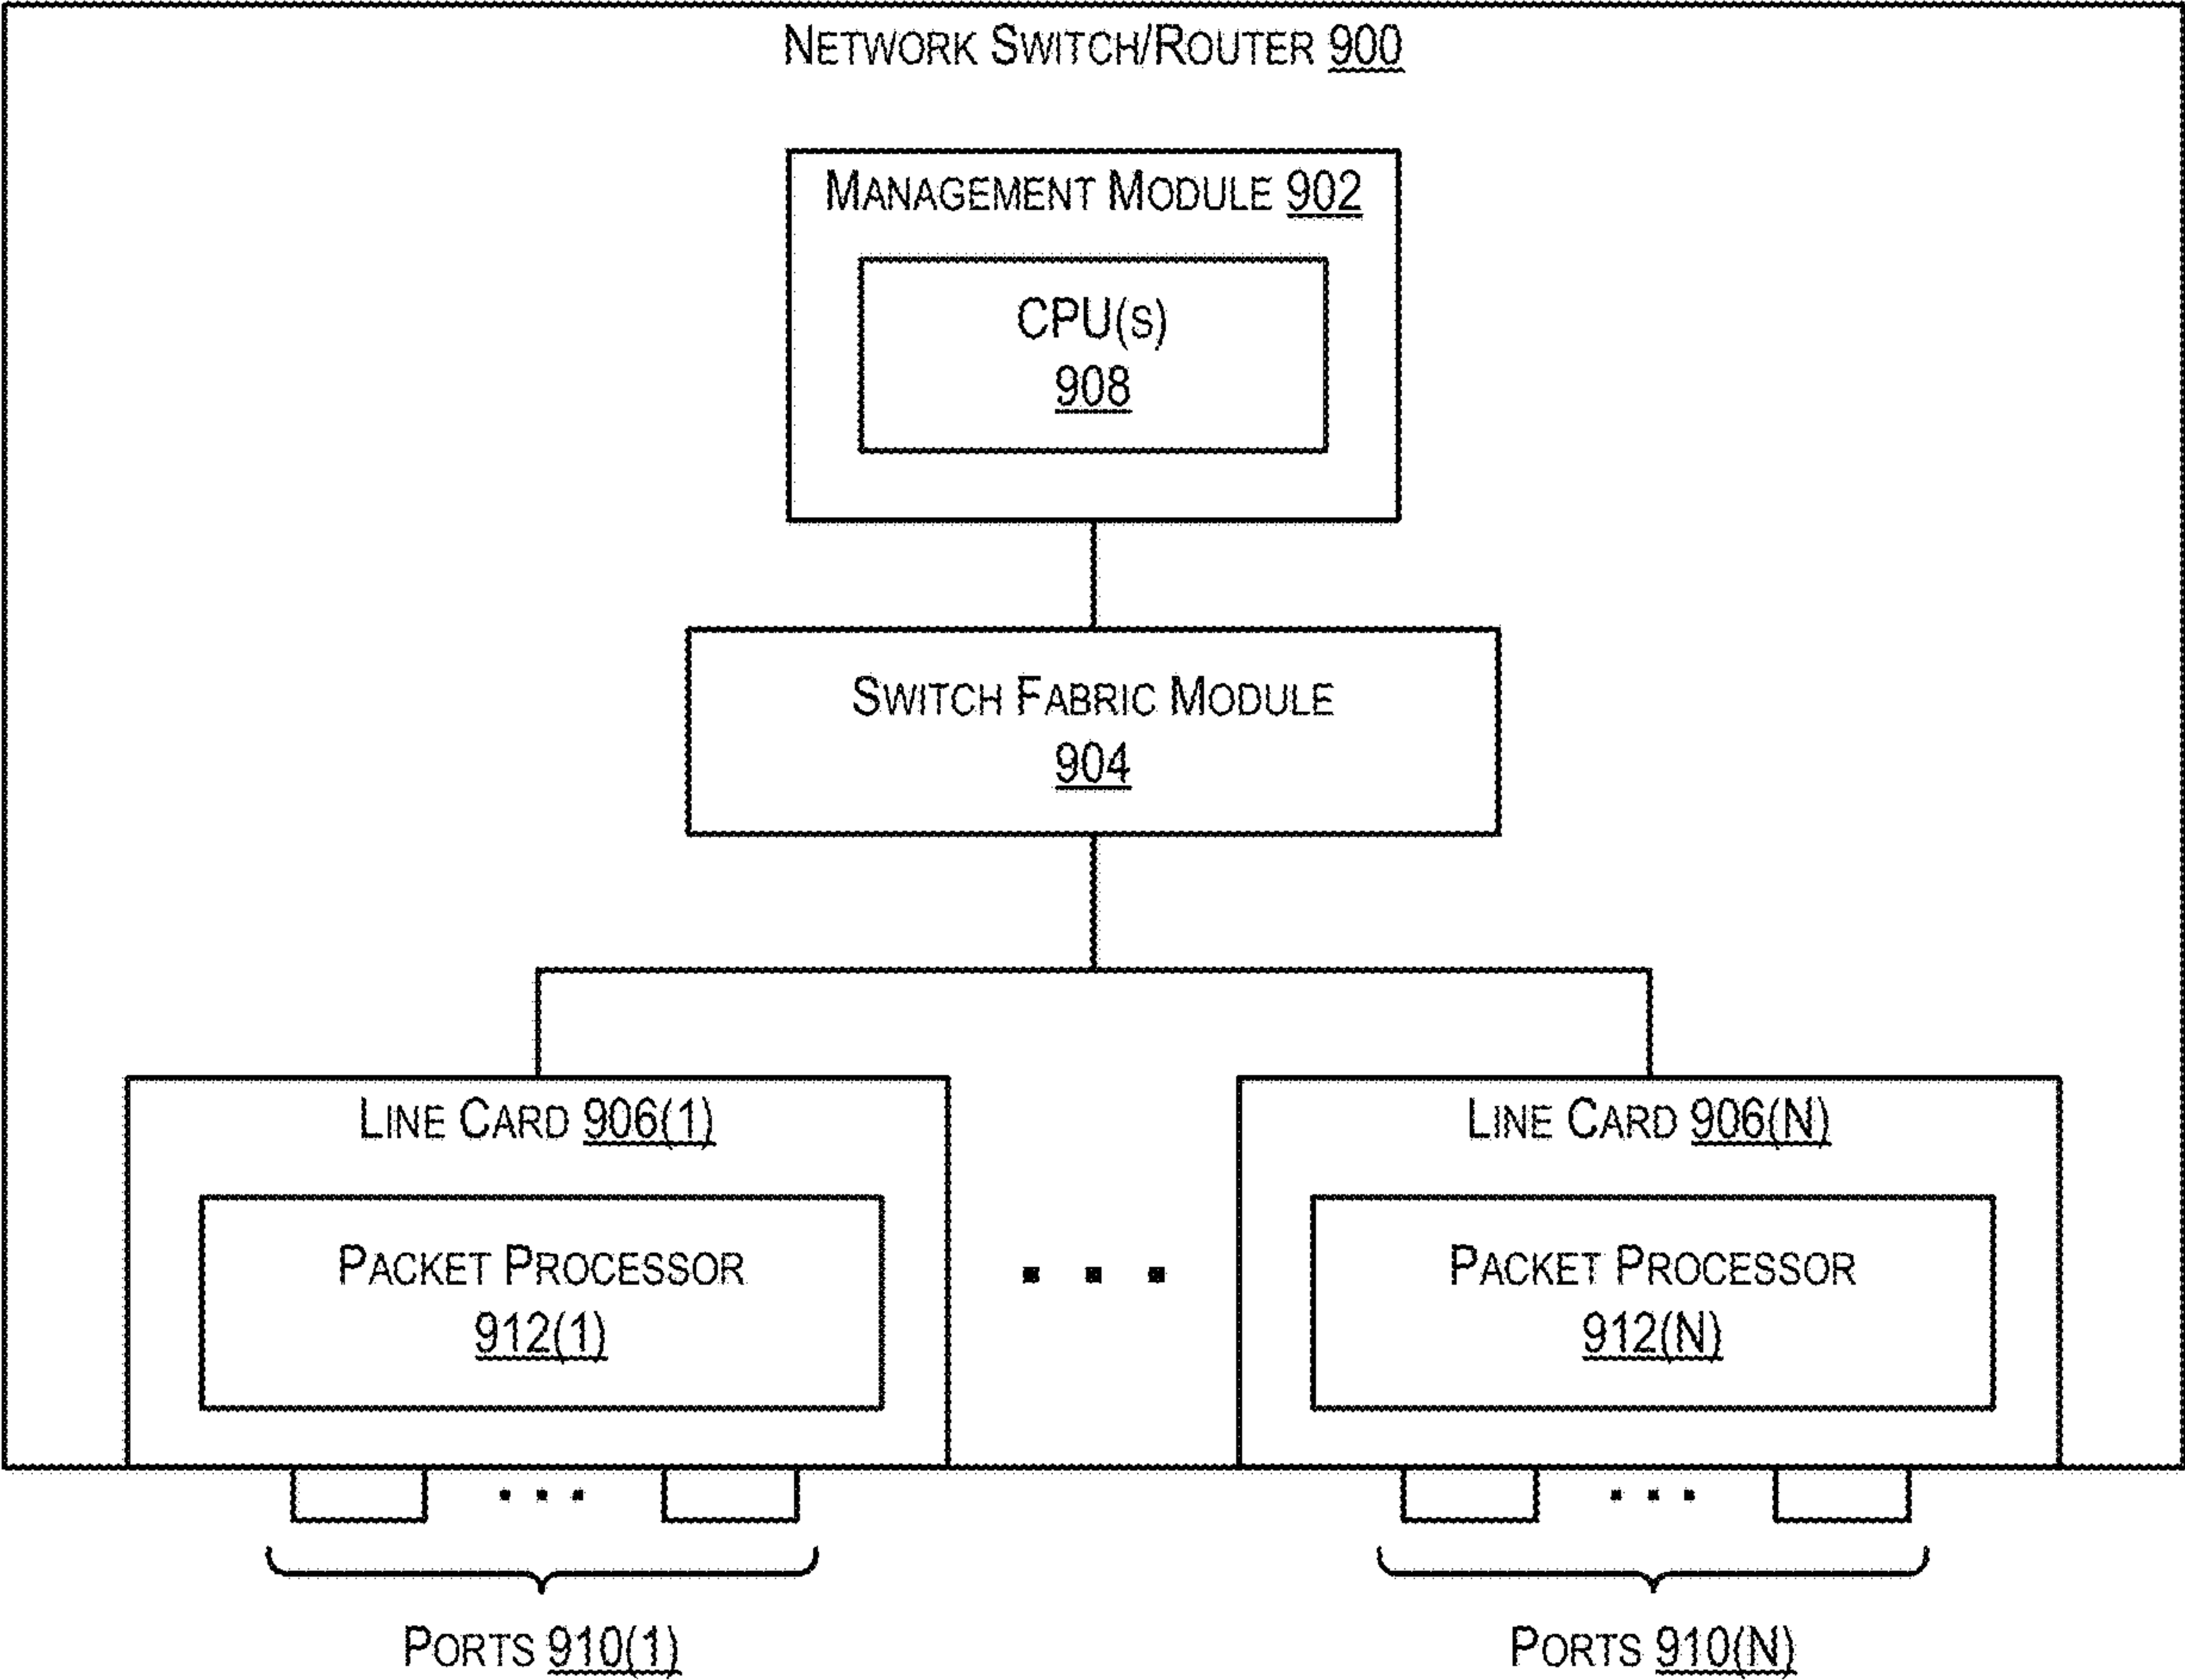 NETWORK SWITCH/ROUTER 900
MANAGEMENT MODULE 902
CPU(S)
908
SWITCH FABRIC MODULE
904
LINE CARD 906(1)
LINE CARD 906(N)
PACKET PROCESSOR
912(1)
PACKET PROCESSOR
912(N)
PORTS 910(1)
PORTS 910(N)